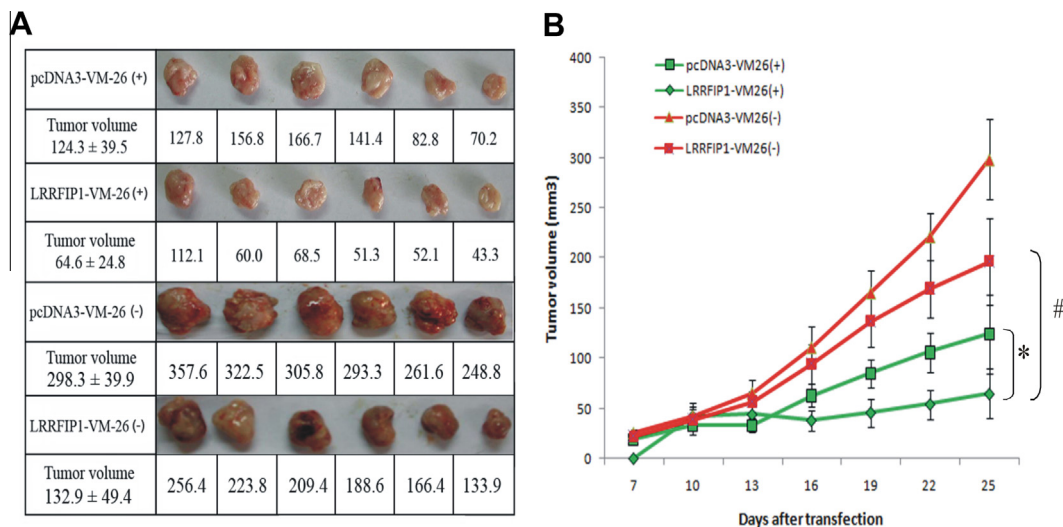 A
pcDNA3-VM-26 (+)
Tumor volume
124.3 ± 39.5
127.8 156.8 166.7 141.4 82.8 70.2
LRRFIP1-VM-26 (+)
Tumor volume
64.6 ± 24.8
112.1 60.0 68.5 51.3 52.1 43.3
pcDNA3-VM-26 (-)
Tumor volume
298.3 ± 39.9
357.6 322.5 305.8 293.3 261.6 248.8
LRRFIP1-VM-26 (-)
Tumor volume
132.9 ± 49.4
256.4 223.8 209.4 188.6 166.4 133.9
B
pcDNA3-VM26(+)
LRRFIP1-VM26(+)
pcDNA3-VM26(-)
LRRFIP1-VM26(-)
Tumor volume (mm3)
400
350
300
250
200
150
100
50
0
7 10 13 16 19 22 25
Days after transfection
*
#